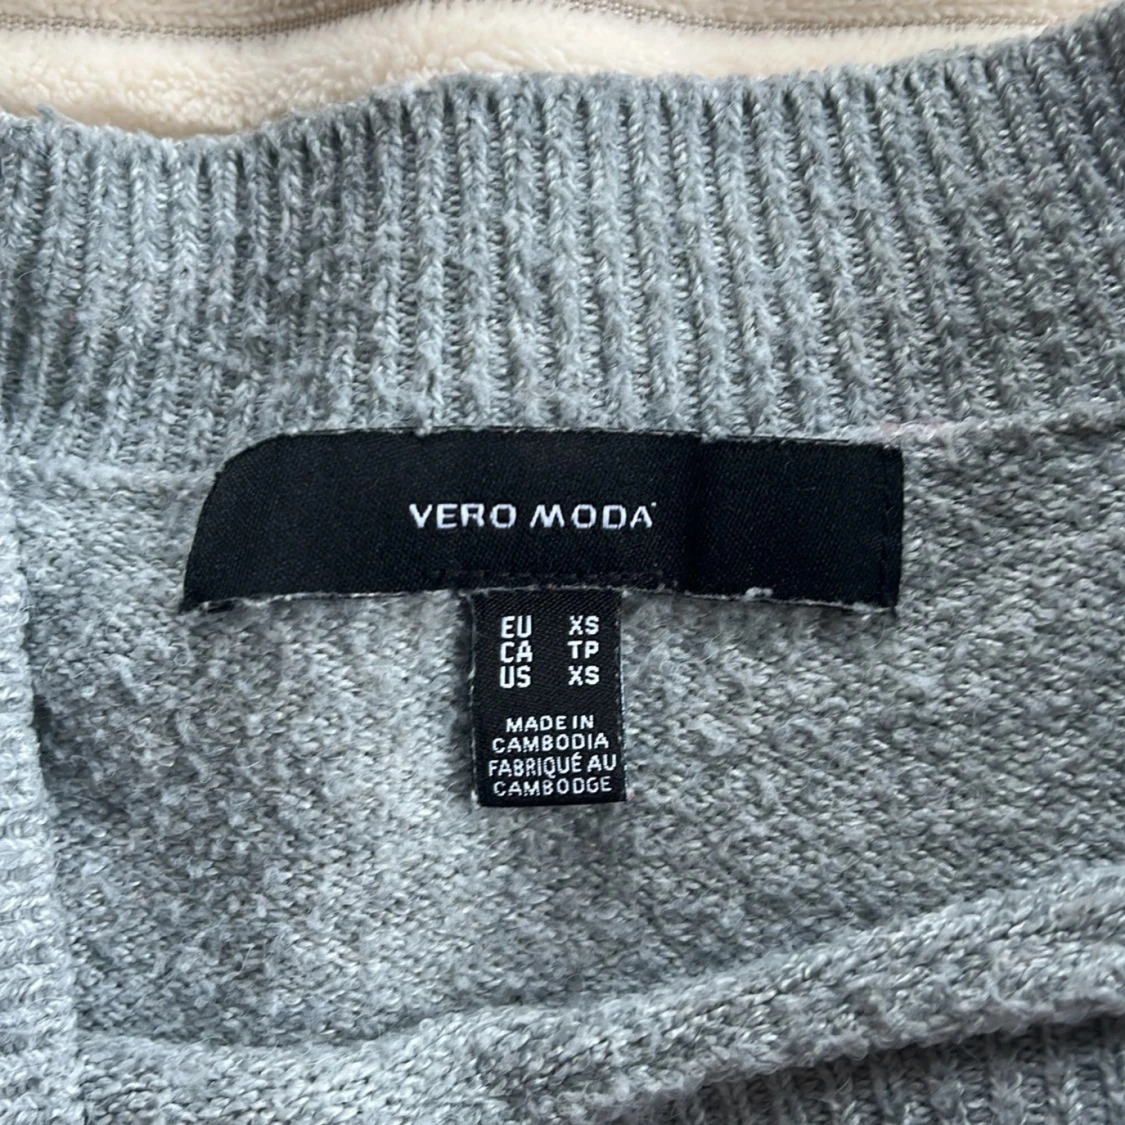 VERO MODA
EU XS
CA TP
US XS
MADE IN
CAMBODIA
FABRIQUÉ AU
CAMBODGE